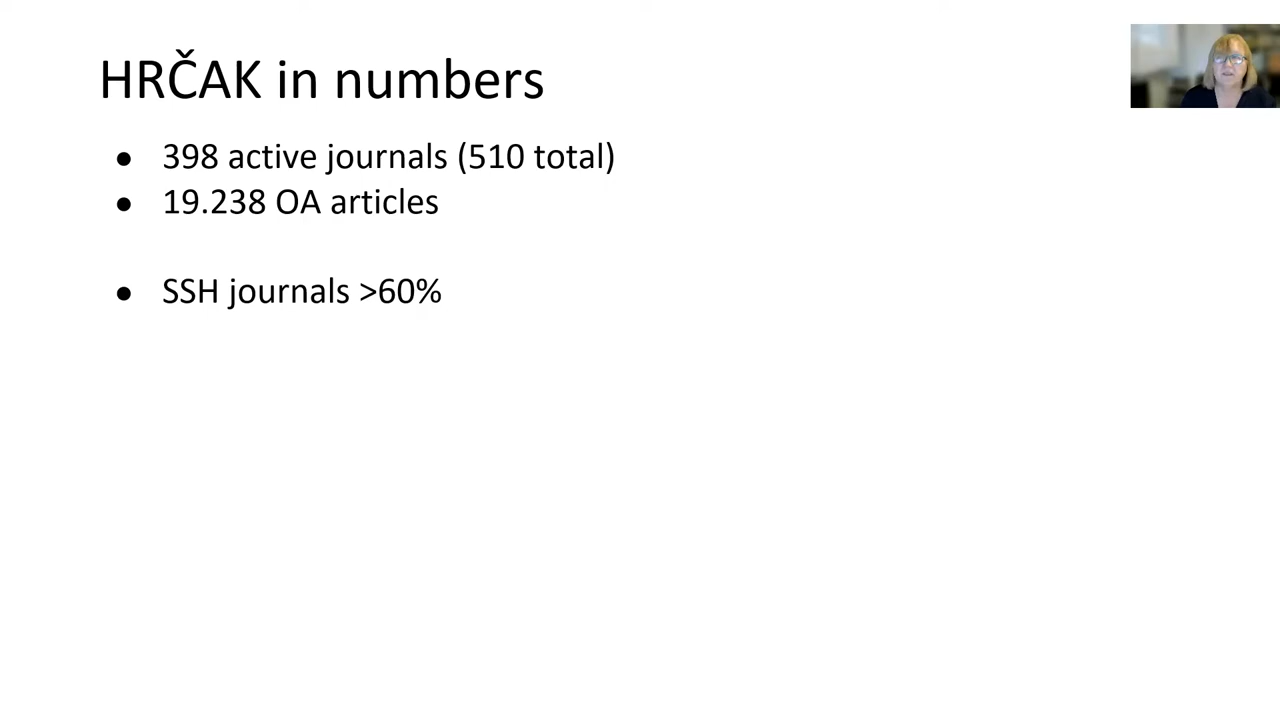 HRČAK in numbers
● 398 active journals (510 total)
● 19.238 OA articles
● SSH journals >60%